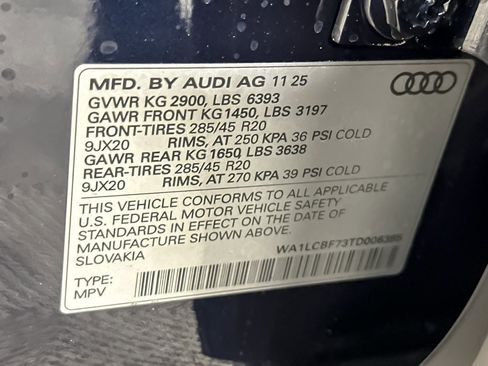 MFD. BY AUDI AG 11 25
GVWR KG 2900, LBS 6393
GAWR FRONT KG1450, LBS 3197
FRONT-TIRES 285/45 R20
9JX20 RIMS, AT 250 KPA 36 PSI COLD
GAWR REAR KG 1650, LBS 3638
REAR-TIRES 285/45 R20
9JX20 RIMS, AT 270 KPA 39 PSI COLD
THIS VEHICLE CONFORMS TO ALL APPLICABLE
U.S. FEDERAL MOTOR VEHICLE SAFETY
STANDARDS IN EFFECT ON THE DATE OF
MANUFACTURE SHOWN ABOVE.
SLOVAKIA
WA1LCBF73TD006385
TYPE:
MPV